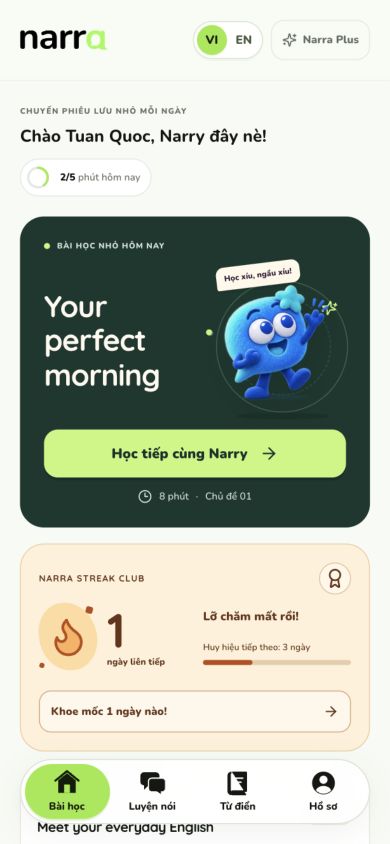 narra
VI EN
Narra Plus
CHUYẾN PHIÊU LƯU NHỎ MỖI NGÀY
Chào Tuan Quoc, Narry đây nè!
2/5 phút hôm nay
BÀI HỌC NHỎ HÔM NAY
Học xíu, ngầu xíu!
Your
perfect
morning
Học tiếp cùng Narry →
8 phút · Chủ đề 01
NARRA STREAK CLUB
1
ngày liên tiếp
Lỡ chăm mất rồi!
Huy hiệu tiếp theo: 3 ngày
Khoe mốc 1 ngày nào! →
Bài học
Luyện nói
Từ điển
Hồ sơ
Meet your everyday English